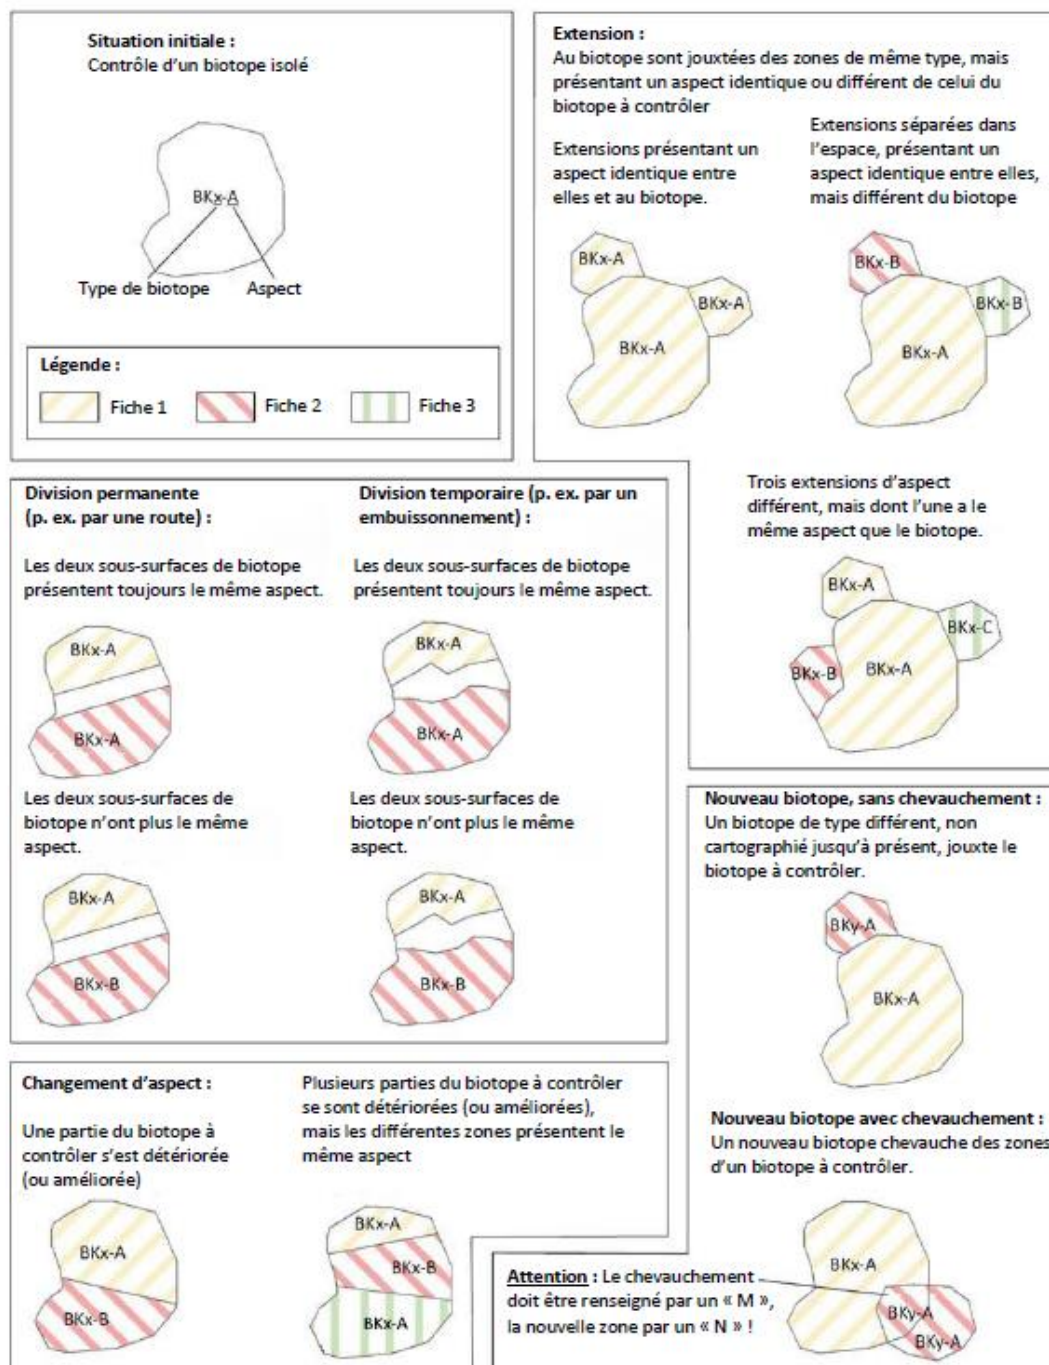 Situation initiale :
Contrôle d'un biotope isolé
BKx-A
Type de biotope
Aspect
Légende :
Fiche 1
Fiche 2
Fiche 3
Extension :
Au biotope sont jouxtées des zones de même type, mais
présentant un aspect identique ou différent de celui du
biotope à contrôler
Extensions présentant un
aspect identique entre
elles et au biotope.
BKx-A
BKx-A
BKx-A
Extensions séparées dans
l'espace, présentant un
aspect identique entre elles,
mais différent du biotope
BKx-B
BKx-B
BKx-A
Trois extensions d'aspect
différent, mais dont l'une a le
même aspect que le biotope.
BKx-A
BKx-C
BKx-A
BKx-B
Division permanente
(p. ex. par une route) :
Les deux sous-surfaces de biotope
présentent toujours le même aspect.
BKx-A
BKx-A
Les deux sous-surfaces de
biotope n'ont plus le même
aspect.
BKx-A
BKx-B
Division temporaire (p. ex. par un
embuissonnement) :
Les deux sous-surfaces de biotope
présentent toujours le même aspect.
BKx-A
BKx-A
Les deux sous-surfaces de
biotope n'ont plus le même
aspect.
BKx-A
BKx-B
Nouveau biotope, sans chevauchement :
Un biotope de type différent, non
cartographié jusqu'à présent, jouxte le
biotope à contrôler.
BKy-A
BKx-A
Nouveau biotope avec chevauchement :
Un nouveau biotope chevauche des zones
d'un biotope à contrôler.
BKx-A
BKy-A
BKy-A
Attention : Le chevauchement
doit être renseigné par un « M »,
la nouvelle zone par un « N » !
Changement d'aspect :
Une partie du biotope à
contrôler s'est détériorée
(ou améliorée)
BKx-A
BKx-B
Plusieurs parties du biotope à contrôler
se sont détériorées (ou améliorées),
mais les différentes zones présentent le
même aspect
BKx-A
BKx-B
BKx-A